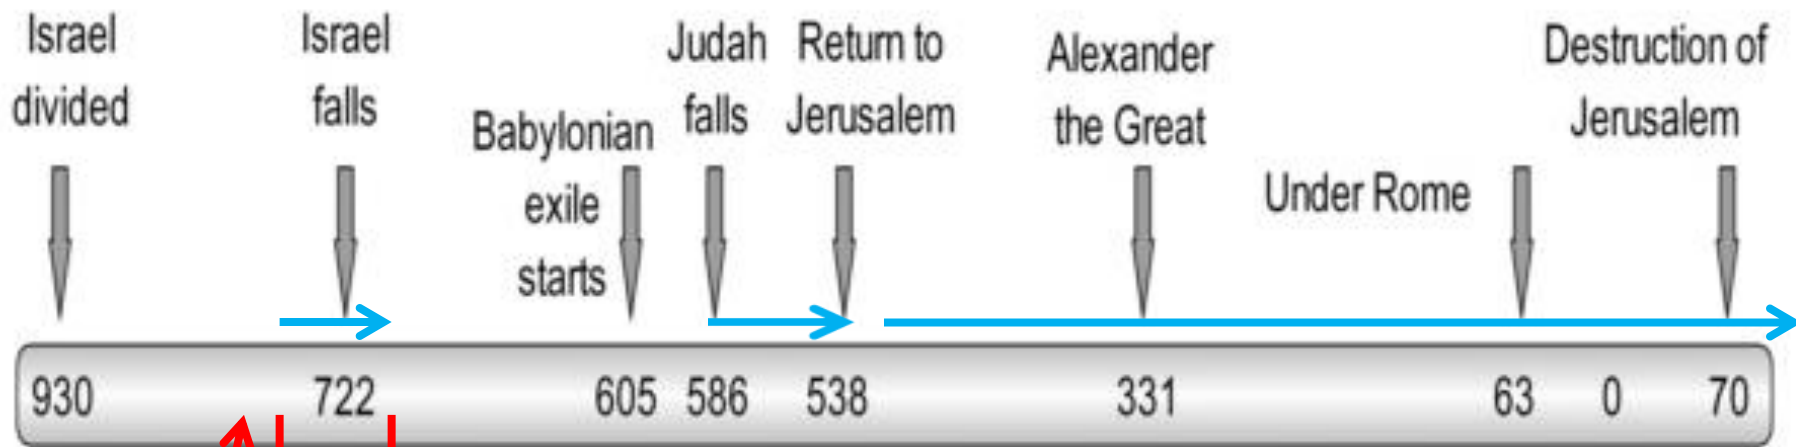 Israel
divided
Israel
falls
Babylonian
exile
starts
Judah
falls
Return to
Jerusalem
Alexander
the Great
Under Rome
Destruction of
Jerusalem
930 722 605 586 538 331 63 0 70